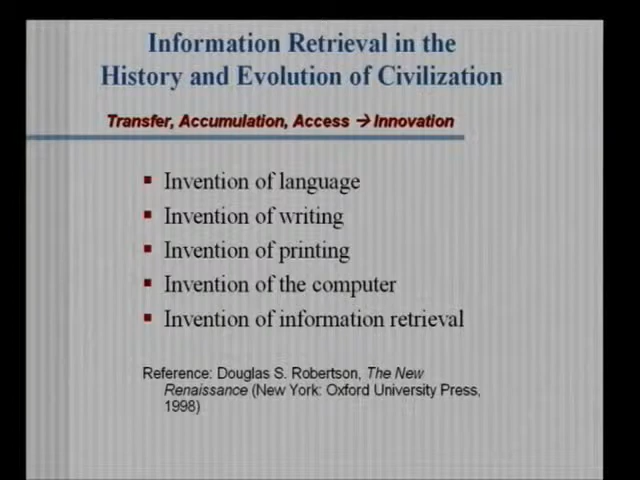 Information Retrieval in the
History and Evolution of Civilization
Transfer, Accumulation, Access → Innovation
▪ Invention of language
▪ Invention of writing
▪ Invention of printing
▪ Invention of the computer
▪ Invention of information retrieval
Reference: Douglas S. Robertson, The New
Renaissance (New York: Oxford University Press,
1998)